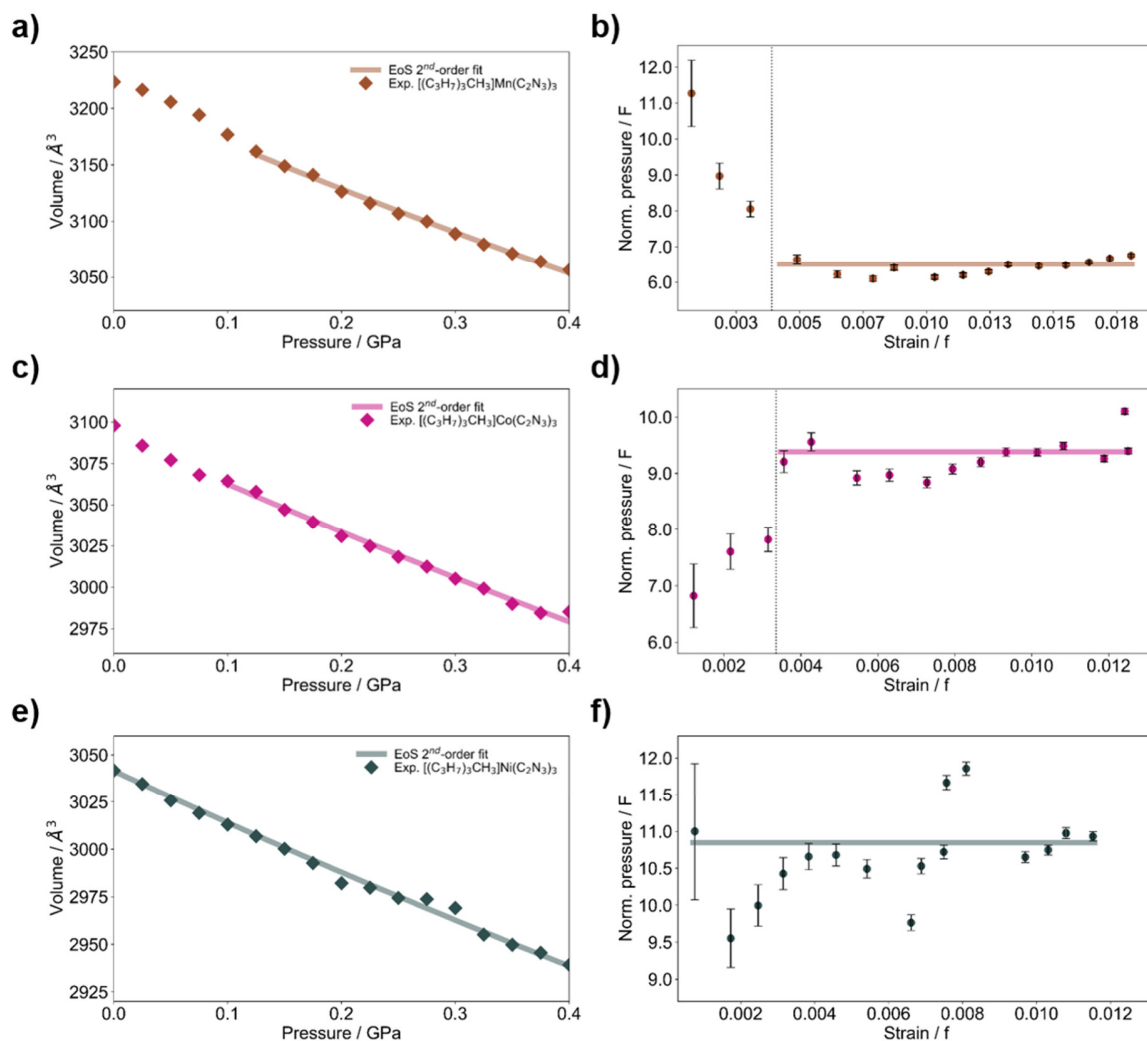 a)
3250
3200
3150
3100
3050
Volume / Å³
0.0 0.1 0.2 0.3 0.4
Pressure / GPa
EoS 2nd-order fit
Exp. [(C3H7)3CH3]Mn(C2N3)3
b)
12.0
11.0
10.0
9.0
8.0
7.0
6.0
Norm. pressure / F
0.003 0.005 0.007 0.010 0.013 0.015 0.018
Strain / f
c)
3100
3075
3050
3025
3000
2975
Volume / Å³
0.0 0.1 0.2 0.3 0.4
Pressure / GPa
EoS 2nd-order fit
Exp. [(C3H7)3CH3]Co(C2N3)3
d)
10.0
9.0
8.0
7.0
6.0
Norm. pressure / F
0.002 0.004 0.006 0.008 0.010 0.012
Strain / f
e)
3050
3025
3000
2975
2950
2925
Volume / Å³
0.0 0.1 0.2 0.3 0.4
Pressure / GPa
EoS 2nd-order fit
Exp. [(C3H7)3CH3]Ni(C2N3)3
f)
12.0
11.5
11.0
10.5
10.0
9.5
9.0
Norm. pressure / F
0.002 0.004 0.006 0.008 0.010 0.012
Strain / f